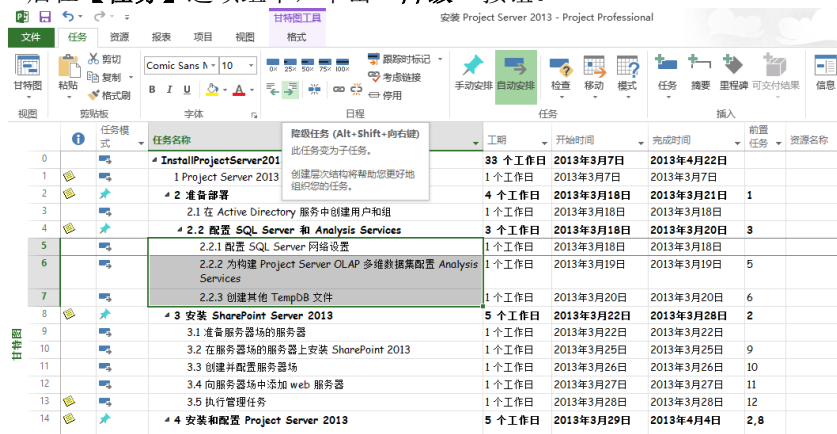 甘特图工具
安装 Project Server 2013 - Project Professional
文件 任务 资源 报表 项目 视图 格式
甘特图 粘贴 剪切 复制 格式刷
Comic Sans M 10
B I U A
0% 25% 50% 75% 100%
跟踪时标记 考虑链接 停用
手动安排 自动安排 检查 移动 模式 任务 摘要 里程碑 可交付结果 信息
视图 剪贴板 字体 日程 任务 插入
任务模式 任务名称 工期 开始时间 完成时间 前置任务 资源名称
降级任务 (Alt+Shift+向右键)
此任务变为子任务。
创建层次结构将帮助您更好地
组织您的任务。
0 InstallProjectServer201 33 个工作日 2013年3月7日 2013年4月22日
1 1 Project Server 2013 1 个工作日 2013年3月7日 2013年3月7日
2 2 准备部署 4 个工作日 2013年3月18日 2013年3月21日 1
3 2.1 在 Active Directory 服务中创建用户和组 1 个工作日 2013年3月18日 2013年3月18日
4 2.2 配置 SQL Server 和 Analysis Services 3 个工作日 2013年3月18日 2013年3月20日 3
5 2.2.1 配置 SQL Server 网络设置 1 个工作日 2013年3月18日 2013年3月18日
6 2.2.2 为构建 Project Server OLAP 多维数据集配置 Analysis 1 个工作日 2013年3月19日 2013年3月19日 5
Services
7 2.2.3 创建其他 TempDB 文件 1 个工作日 2013年3月20日 2013年3月20日 6
8 3 安装 SharePoint Server 2013 5 个工作日 2013年3月22日 2013年3月28日 2
9 3.1 准备服务器场的服务器 1 个工作日 2013年3月22日 2013年3月22日
10 3.2 在服务器场的服务器上安装 SharePoint 2013 1 个工作日 2013年3月25日 2013年3月25日 9
11 3.3 创建并配置服务器场 1 个工作日 2013年3月26日 2013年3月26日 10
12 3.4 向服务器场中添加 web 服务器 1 个工作日 2013年3月27日 2013年3月27日 11
13 3.5 执行管理任务 1 个工作日 2013年3月28日 2013年3月28日 12
14 4 安装和配置 Project Server 2013 5 个工作日 2013年3月29日 2013年4月4日 2,8
甘特图